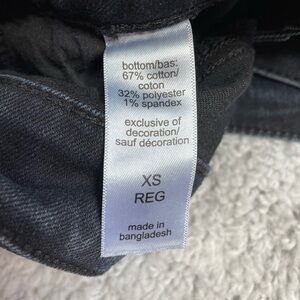 bottom/bas:
67% cotton/
coton
32% polyester
1% spandex
exclusive of
decoration/
sauf décoration
XS
REG
made in
bangladesh